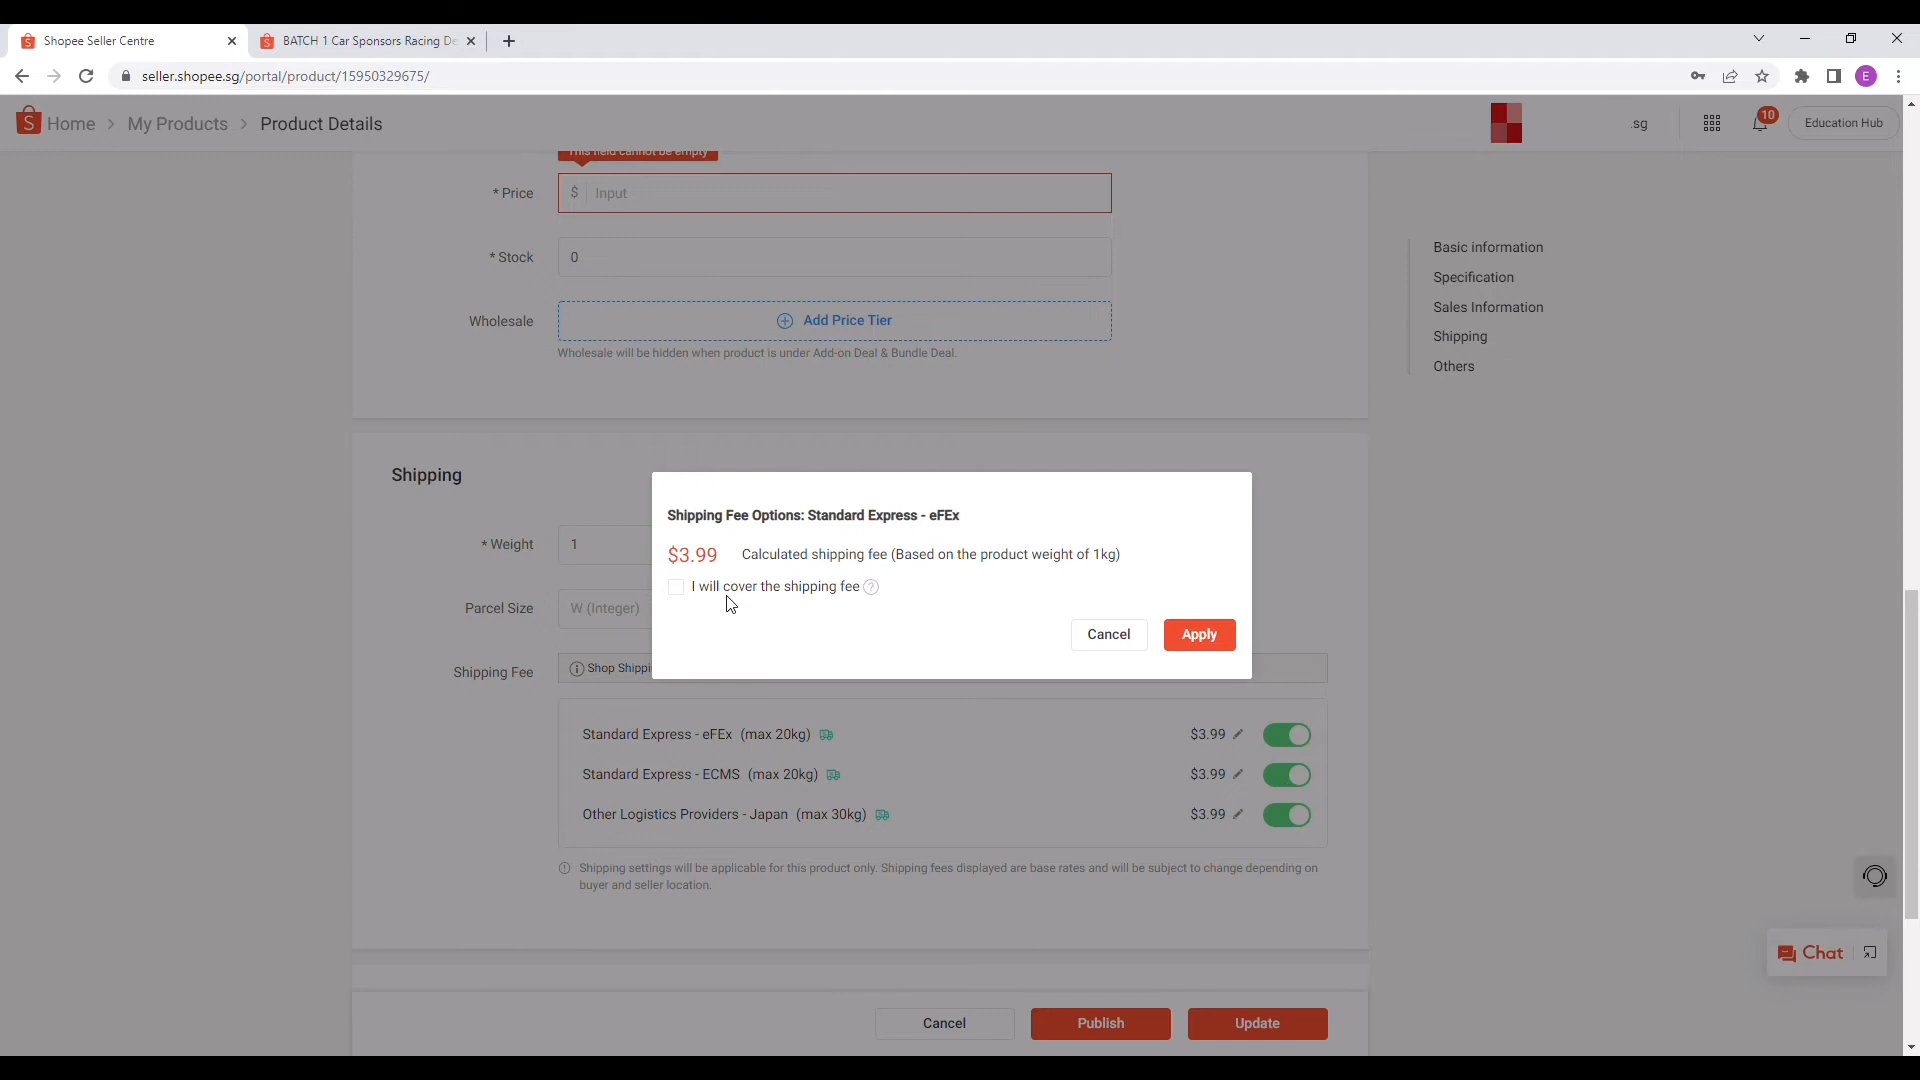 Shopee Seller Centre
BATCH 1 Car Sponsors Racing De
seller.shopee.sg/portal/product/15950329675/
E
Home > My Products > Product Details
.sg
10
Education Hub
This field cannot be empty
* Price
$ Input
* Stock
0
Wholesale
Add Price Tier
Wholesale will be hidden when product is under Add-on Deal & Bundle Deal.
Basic information
Specification
Sales Information
Shipping
Others
Shipping
* Weight
1
Parcel Size
W (Integer)
Shipping Fee
Shop Shippi
Shipping Fee Options: Standard Express - eFEx
$3.99 Calculated shipping fee (Based on the product weight of 1kg)
I will cover the shipping fee ?
Cancel
Apply
Standard Express - eFEx (max 20kg) $3.99
Standard Express - ECMS (max 20kg) $3.99
Other Logistics Providers - Japan (max 30kg) $3.99
Shipping settings will be applicable for this product only. Shipping fees displayed are base rates and will be subject to change depending on
buyer and seller location.
Chat
Cancel
Publish
Update